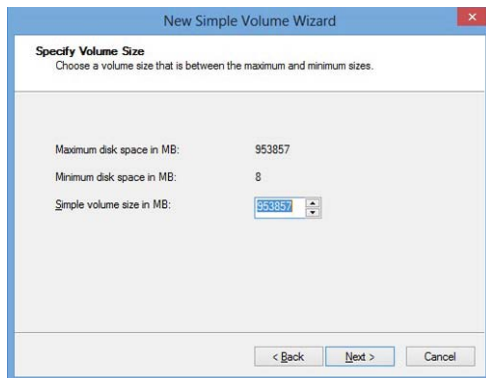 New Simple Volume Wizard
Specify Volume Size
Choose a volume size that is between the maximum and minimum sizes.
Maximum disk space in MB: 953857
Minimum disk space in MB: 8
Simple volume size in MB: 953857
< Back Next > Cancel